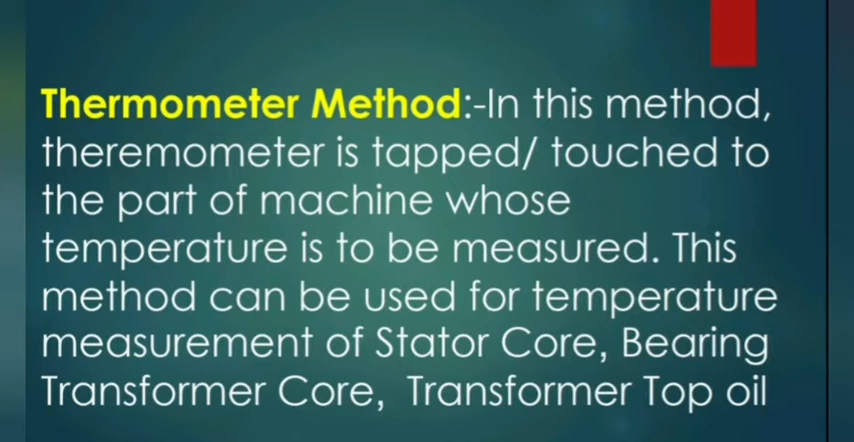 Thermometer Method:-In this method,
theremometer is tapped/ touched to
the part of machine whose
temperature is to be measured. This
method can be used for temperature
measurement of Stator Core, Bearing
Transformer Core, Transformer Top oil